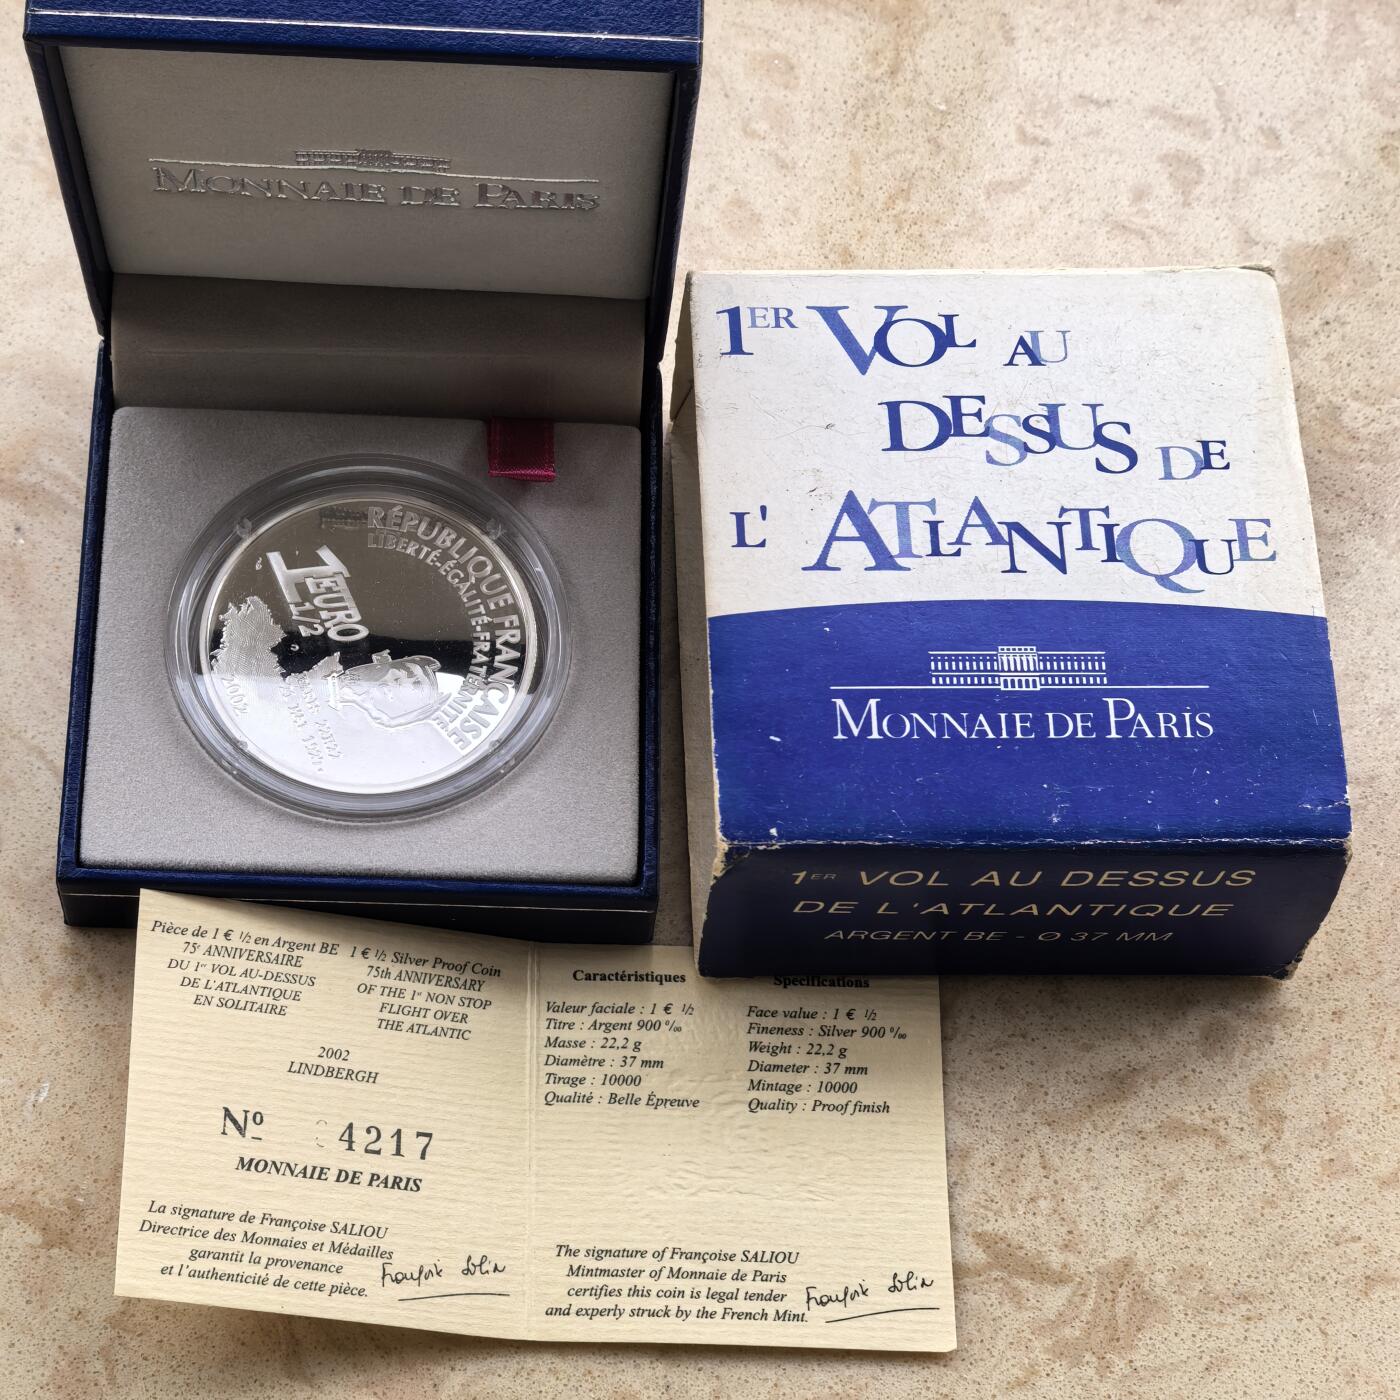 MONNAIE DE PARIS
RÉPUBLIQUE FRANÇAISE
LIBERTÉ-ÉGALITÉ-FRATERNITÉ
1 EURO
1/2
2002
1ER VOL AU
DESSUS DE
L'ATLANTIQUE
MONNAIE DE PARIS
1ER VOL AU DESSUS
DE L'ATLANTIQUE
ARGENT BE - Ø 37 MM
Pièce de 1 € ½ en Argent BE
75e ANNIVERSAIRE
DU 1er VOL AU-DESSUS
DE L'ATLANTIQUE
EN SOLITAIRE
1 € ½ Silver Proof Coin
75th ANNIVERSARY
OF THE 1st NON STOP
FLIGHT OVER
THE ATLANTIC
2002
LINDBERGH
Nº 4217
MONNAIE DE PARIS
La signature de Françoise SALIOU
Directrice des Monnaies et Médailles
garantit la provenance
et l'authenticité de cette pièce.
Caractéristiques
Valeur faciale : 1 € ½
Titre : Argent 900 ‰
Masse : 22,2 g
Diamètre : 37 mm
Tirage : 10000
Qualité : Belle Épreuve
Specifications
Face value : 1 € ½
Fineness : Silver 900 ‰
Weight : 22,2 g
Diameter : 37 mm
Mintage : 10000
Quality : Proof finish
The signature of Françoise SALIOU
Mintmaster of Monnaie de Paris
certifies this coin is legal tender
and experly struck by the French Mint.